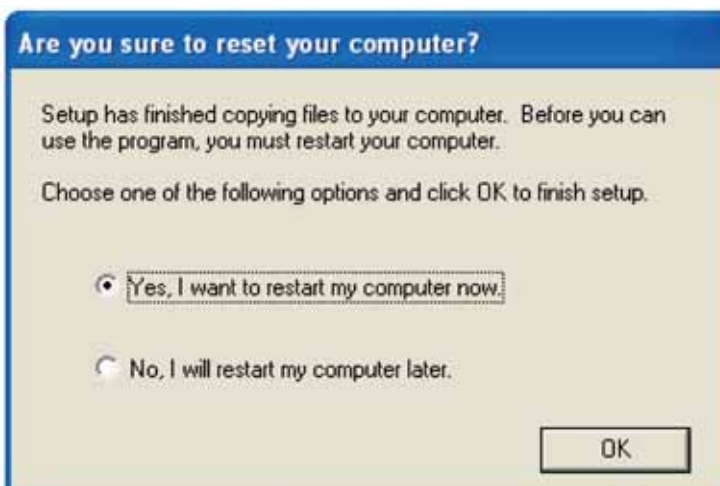 Are you sure to reset your computer?
Setup has finished copying files to your computer.  Before you can
use the program, you must restart your computer.
Choose one of the following options and click OK to finish setup.
Yes, I want to restart my computer now.
No, I will restart my computer later.
OK